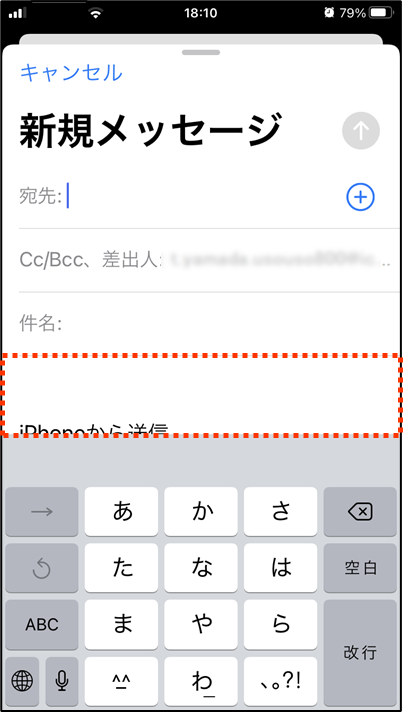 18:10
79%
キャンセル
新規メッセージ
宛先:
Cc/Bcc、差出人:
件名:
iPhoneから送信
→ あ か さ
た な は 空白
ABC ま や ら 改行
^^ わ 、。?!